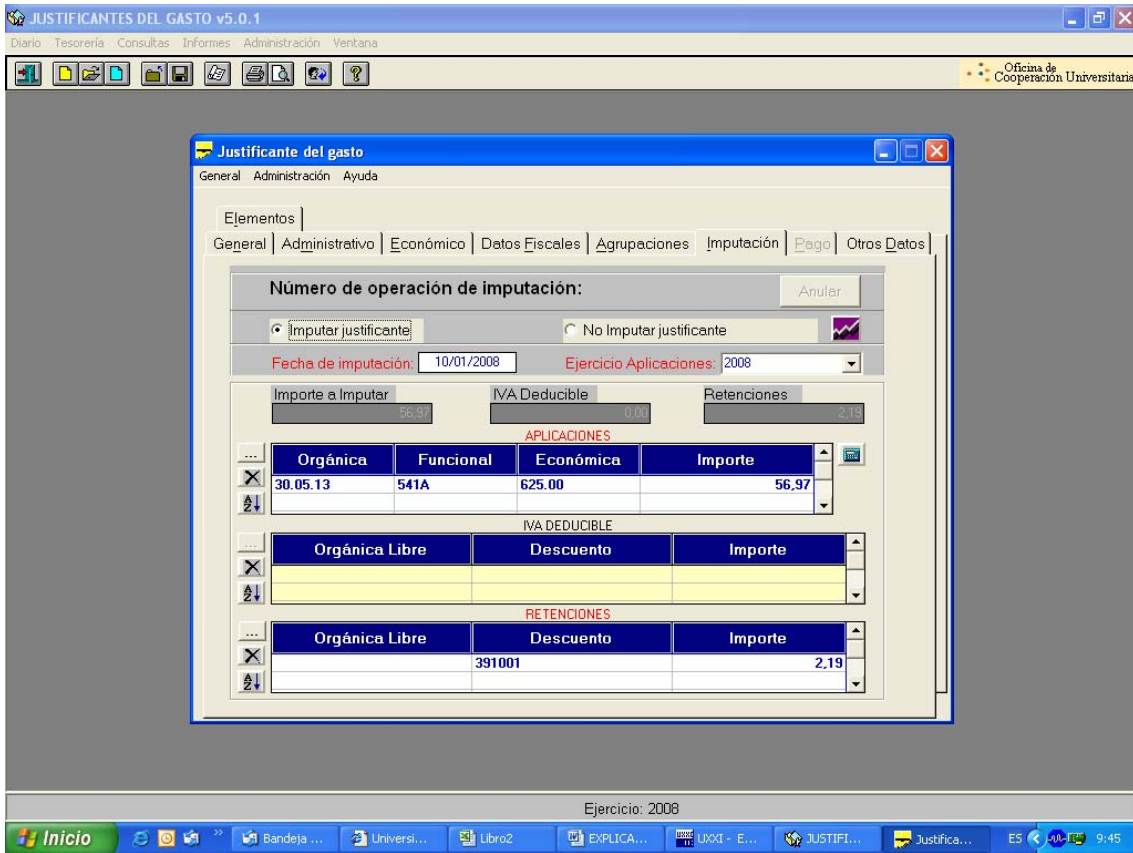 JUSTIFICANTES DEL GASTO v5.0.1
Diario Tesorería Consultas Informes Administración Ventana
Oficina de
Cooperación Universitaria
Justificante del gasto
General Administración Ayuda
Elementos
General Administrativo Económico Datos Fiscales Agrupaciones Imputación Pago Otros Datos
Número de operación de imputación: Anular
Imputar justificante No Imputar justificante
Fecha de imputación: 10/01/2008 Ejercicio Aplicaciones: 2008
Importe a Imputar IVA Deducible Retenciones
56,97 0,00 2,19
APLICACIONES
Orgánica Funcional Económica Importe
30.05.13 541A 625.00 56,97
IVA DEDUCIBLE
Orgánica Libre Descuento Importe
RETENCIONES
Orgánica Libre Descuento Importe
391001 2,19
Ejercicio: 2008
Inicio Bandeja ... Universi... Libro2 EXPLICA... UXXI - E... JUSTIFI... Justifica... ES 9:45